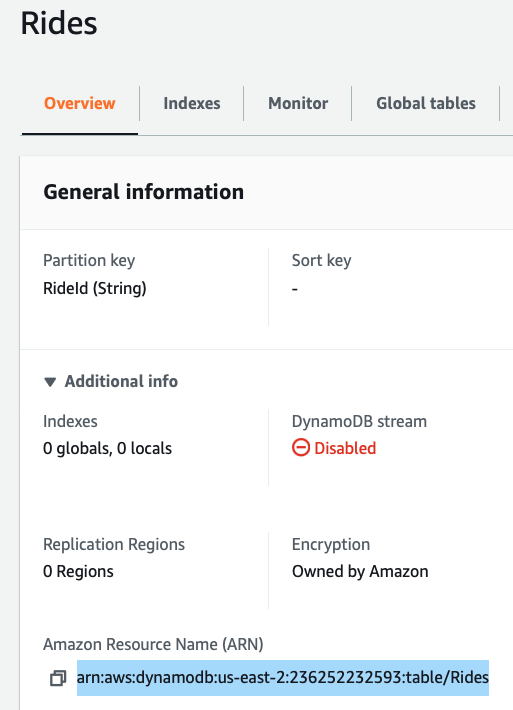 Rides
Overview
Indexes
Monitor
Global tables
General information
Partition key
RideId (String)
Sort key
-
Additional info
Indexes
0 globals, 0 locals
DynamoDB stream
Disabled
Replication Regions
0 Regions
Encryption
Owned by Amazon
Amazon Resource Name (ARN)
arn:aws:dynamodb:us-east-2:236252232593:table/Rides